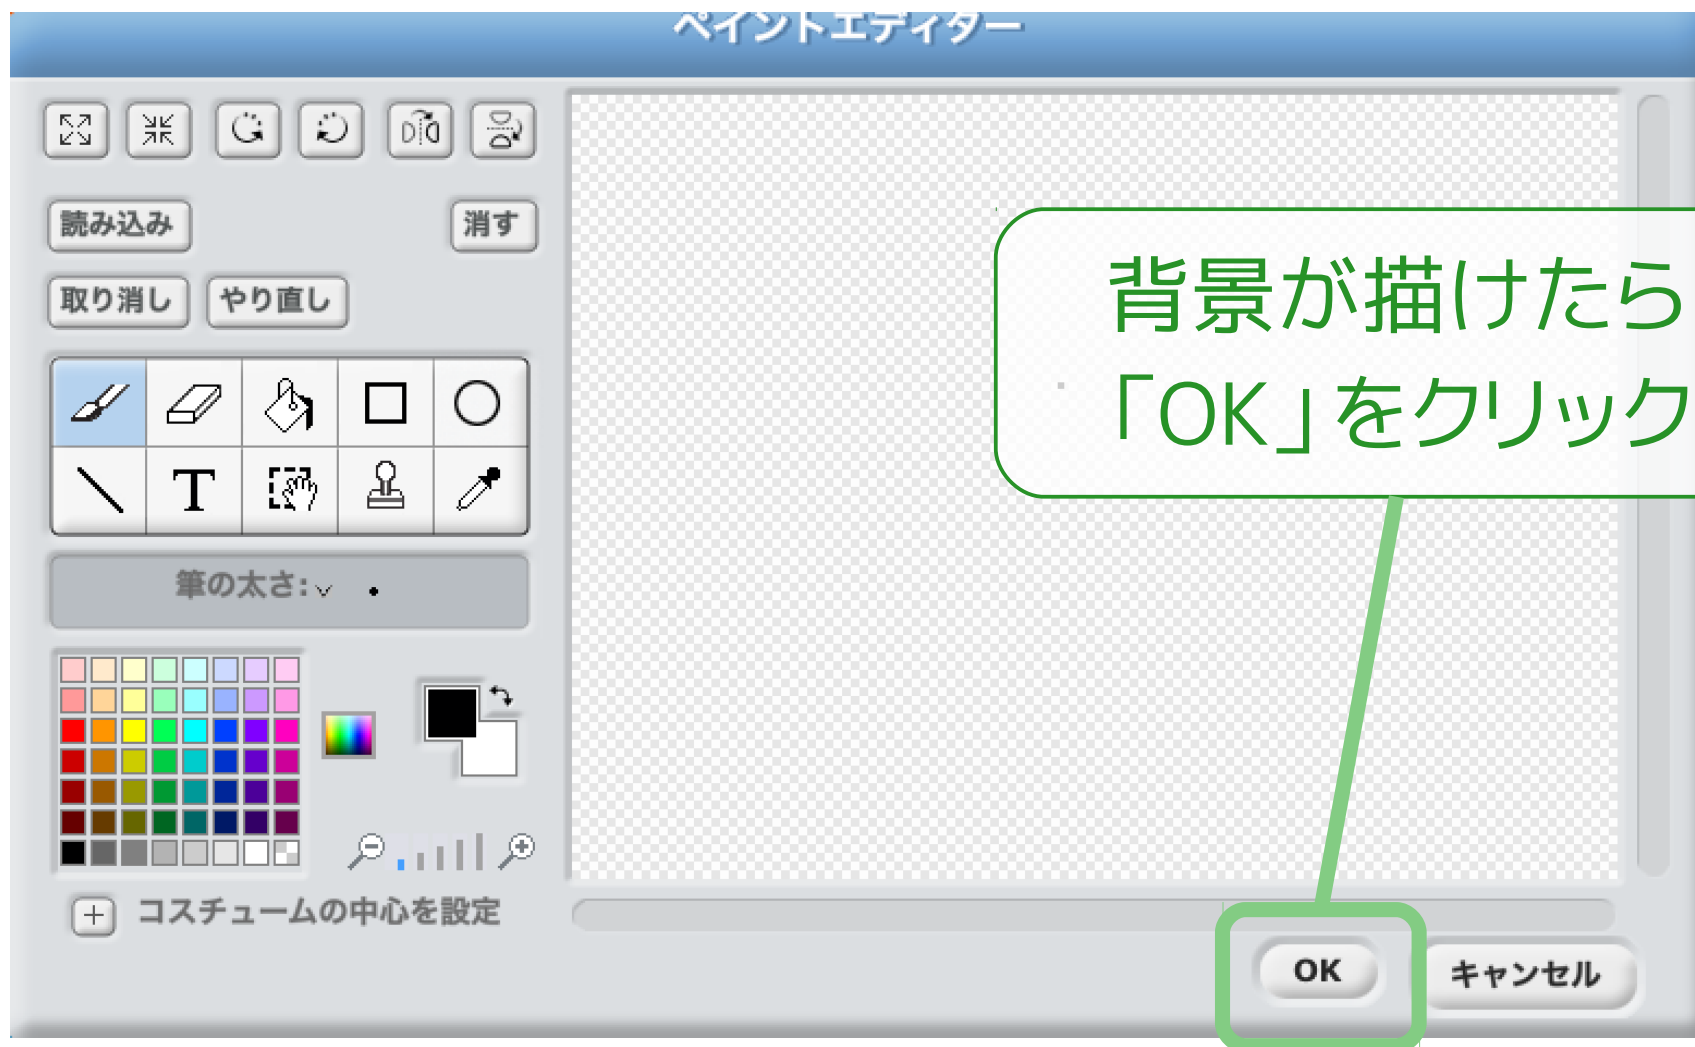 ペイントエディター
読み込み
消す
取り消し
やり直し
T
筆の太さ:
コスチュームの中心を設定
背景が描けたら
「OK」をクリック
OK
キャンセル